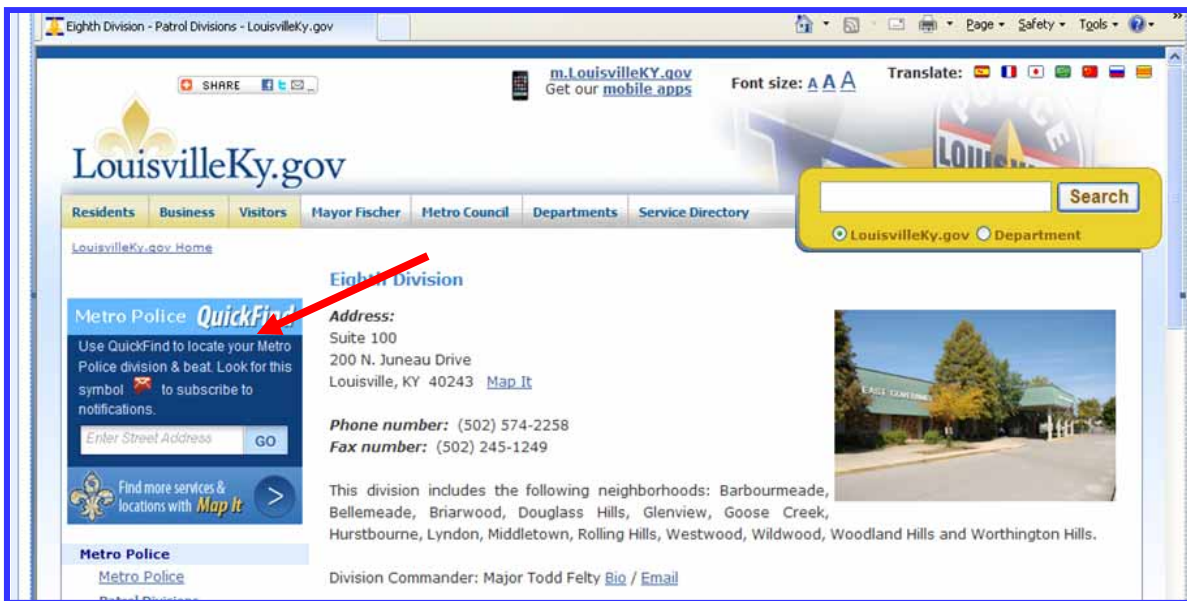 Eighth Division - Patrol Divisions - LouisvilleKy.gov
Page Safety Tools
SHARE
m.LouisvilleKY.gov
Get our mobile apps
Font size: A A A
Translate:
POLICE
LouisvilleKy.gov
Search
Residents Business Visitors Mayor Fischer Metro Council Departments Service Directory
LouisvilleKy.gov Department
LouisvilleKy.gov Home
Eighth Division
Metro Police QuickFind
Use QuickFind to locate your Metro
Police division & beat. Look for this
symbol to subscribe to
notifications.
Enter Street Address GO
Find more services &
locations with Map It
Metro Police
Metro Police
Patrol Divisions
Address:
Suite 100
200 N. Juneau Drive
Louisville, KY 40243 Map It
Phone number: (502) 574-2258
Fax number: (502) 245-1249
EAST GOVERNMENT
This division includes the following neighborhoods: Barbourmeade,
Bellemeade, Briarwood, Douglass Hills, Glenview, Goose Creek,
Hurstbourne, Lyndon, Middletown, Rolling Hills, Westwood, Wildwood, Woodland Hills and Worthington Hills.
Division Commander: Major Todd Felty Bio / Email